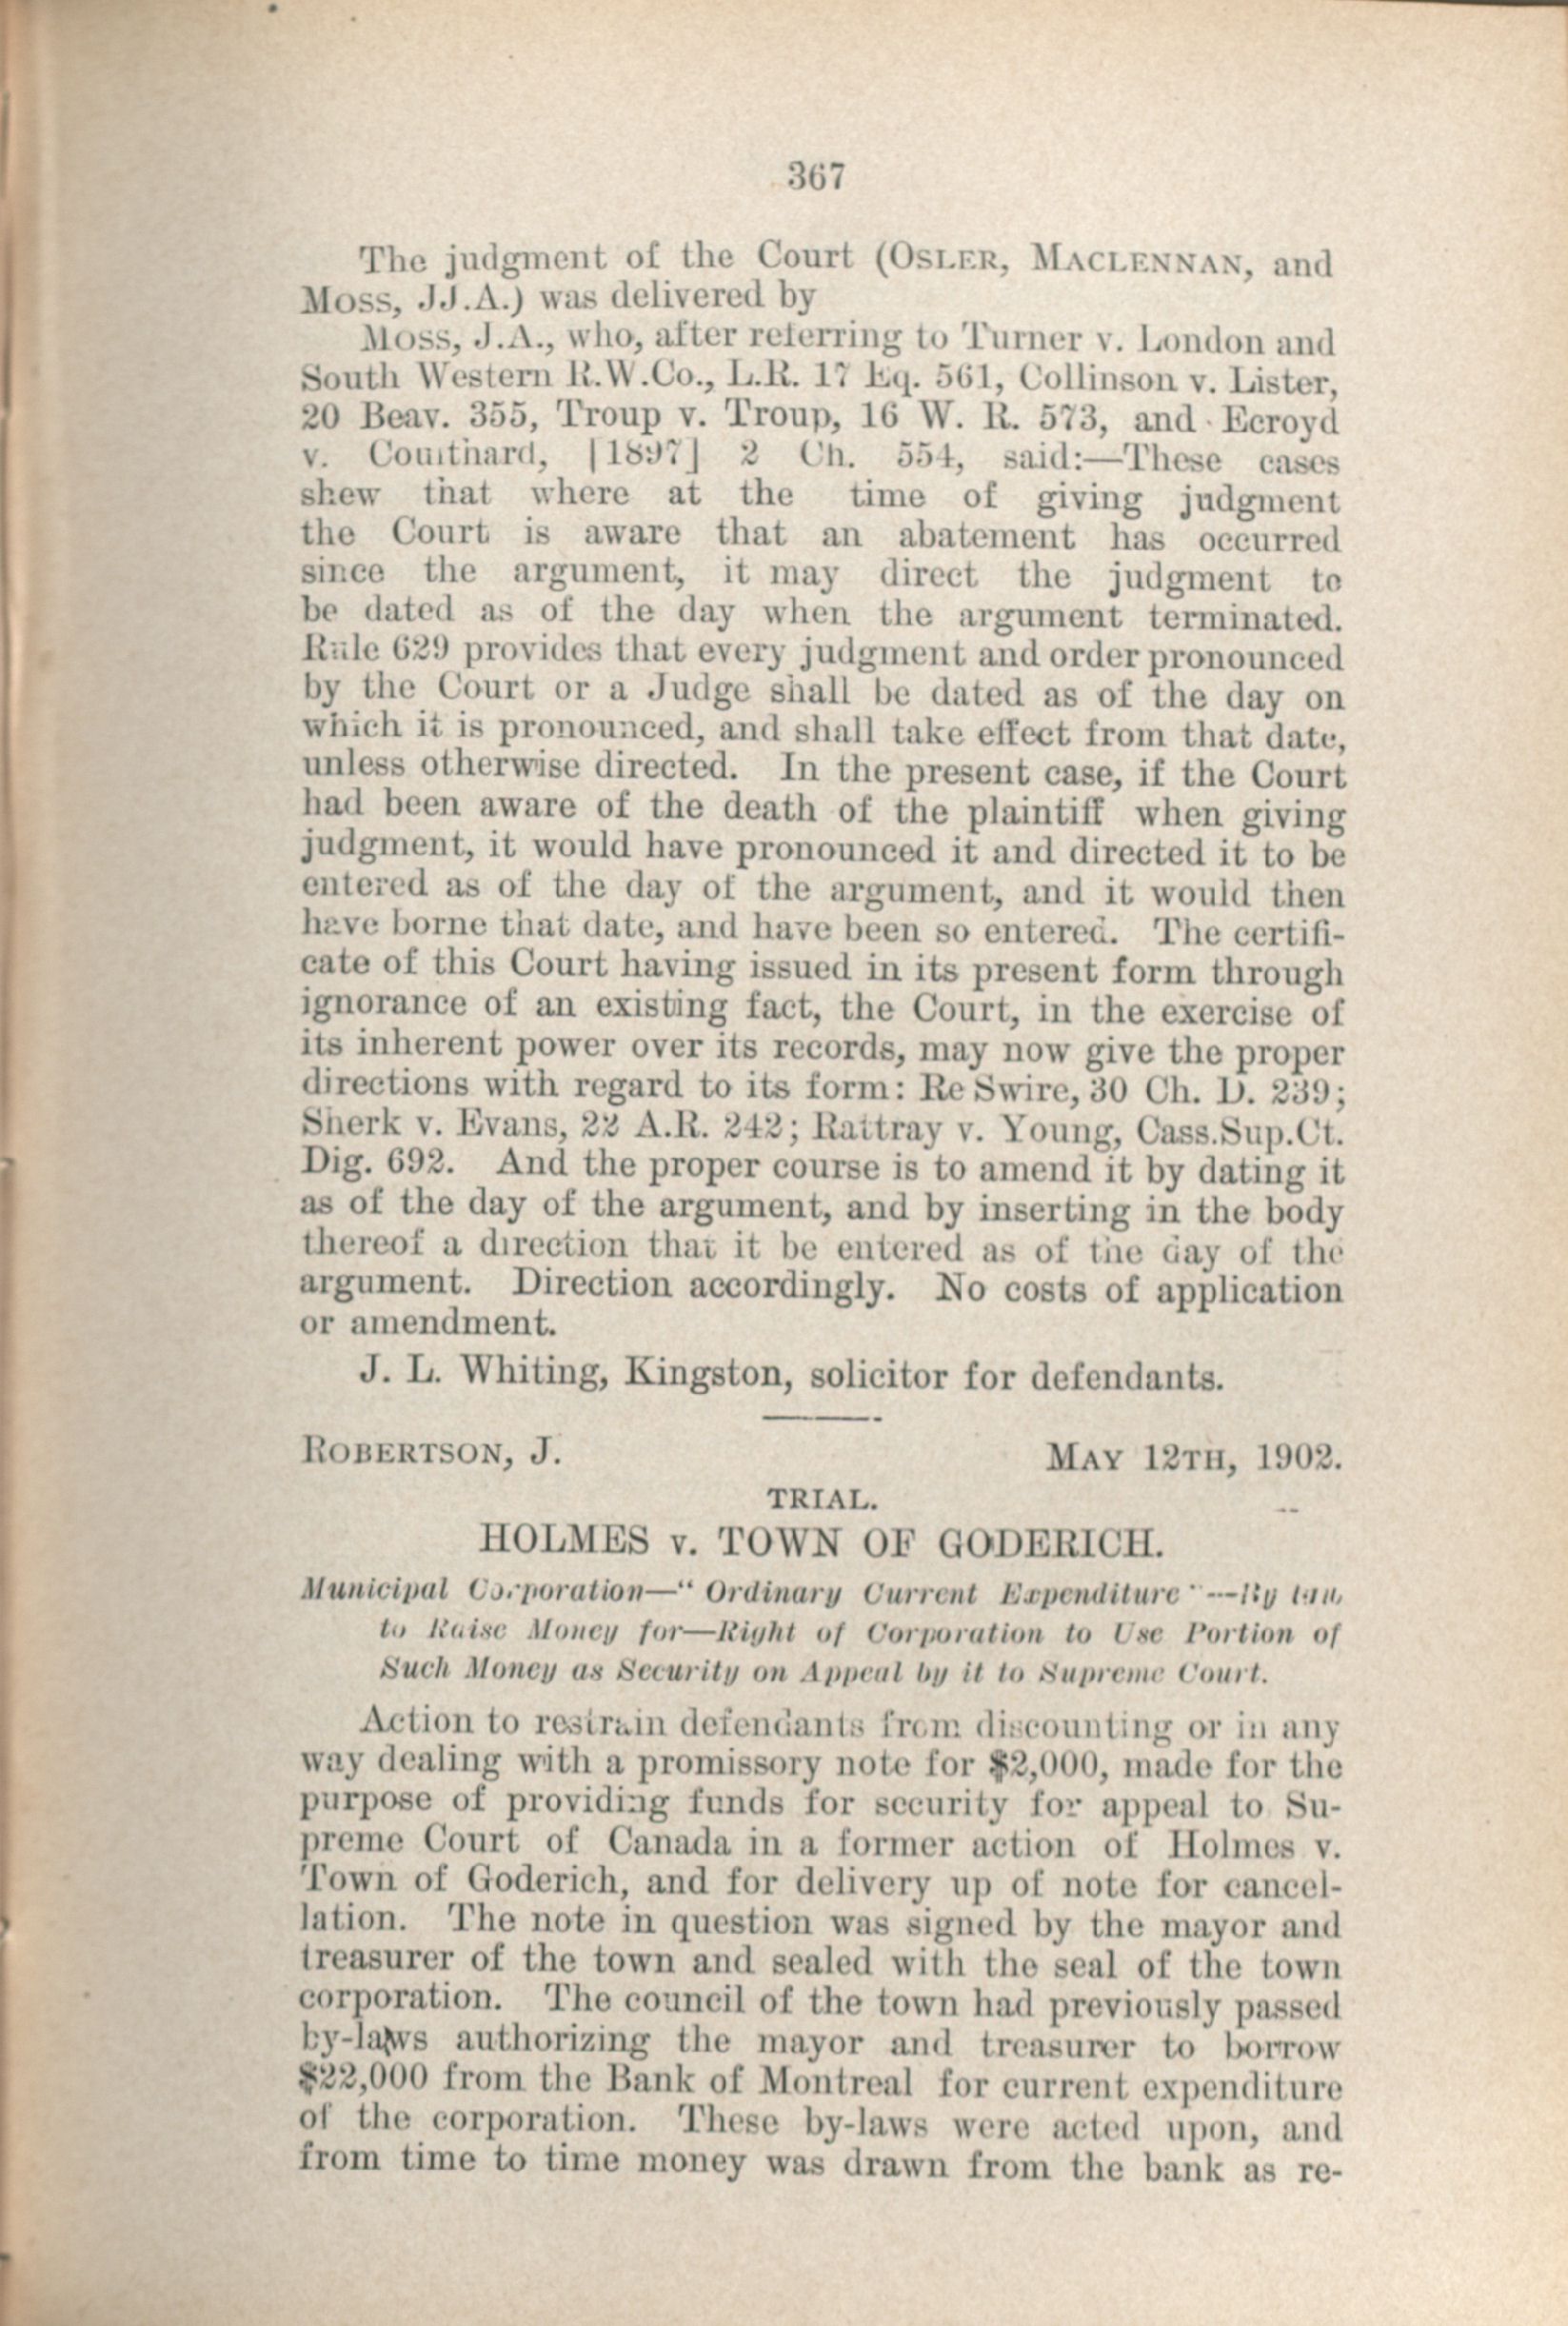 367
The judgment of the Court (OSLER, MACLENNAN, and
MOSS, JJ.A.) was delivered by
MOSS, J.A., who, after referring to Turner v. London and
South Western R.W.Co., L.R. 17 Eq. 561, Collinson v. Lister,
20 Beav. 355, Troup v. Troup, 16 W. R. 573, and Ecroyd
v. Coulthard, [1897] 2 Ch. 554, said:—These cases
shew that where at the time of giving judgment
the Court is aware that an abatement has occurred
since the argument, it may direct the judgment to
be dated as of the day when the argument terminated.
Rule 629 provides that every judgment and order pronounced
by the Court or a Judge shall be dated as of the day on
which it is pronounced, and shall take effect from that date,
unless otherwise directed. In the present case, if the Court
had been aware of the death of the plaintiff when giving
judgment, it would have pronounced it and directed it to be
entered as of the day of the argument, and it would then
have borne that date, and have been so entered. The certifi-
cate of this Court having issued in its present form through
ignorance of an existing fact, the Court, in the exercise of
its inherent power over its records, may now give the proper
directions with regard to its form: Re Swire, 30 Ch. D. 239;
Sherk v. Evans, 22 A.R. 242; Rattray v. Young, Cass.Sup.Ct.
Dig. 692. And the proper course is to amend it by dating it
as of the day of the argument, and by inserting in the body
thereof a direction that it be entered as of the day of the
argument. Direction accordingly. No costs of application
or amendment.
J. L. Whiting, Kingston, solicitor for defendants.
ROBERTSON, J. MAY 12TH, 1902.
TRIAL.
HOLMES v. TOWN OF GODERICH.
Municipal Corporation—“ Ordinary Current Expenditure ”—By-law
to Raise Money for—Right of Corporation to Use Portion of
Such Money as Security on Appeal by it to Supreme Court.
Action to restrain defendants from discounting or in any
way dealing with a promissory note for $2,000, made for the
purpose of providing funds for security for appeal to Su-
preme Court of Canada in a former action of Holmes v.
Town of Goderich, and for delivery up of note for cancel-
lation. The note in question was signed by the mayor and
treasurer of the town and sealed with the seal of the town
corporation. The council of the town had previously passed
by-laws authorizing the mayor and treasurer to borrow
$22,000 from the Bank of Montreal for current expenditure
of the corporation. These by-laws were acted upon, and
from time to time money was drawn from the bank as re-